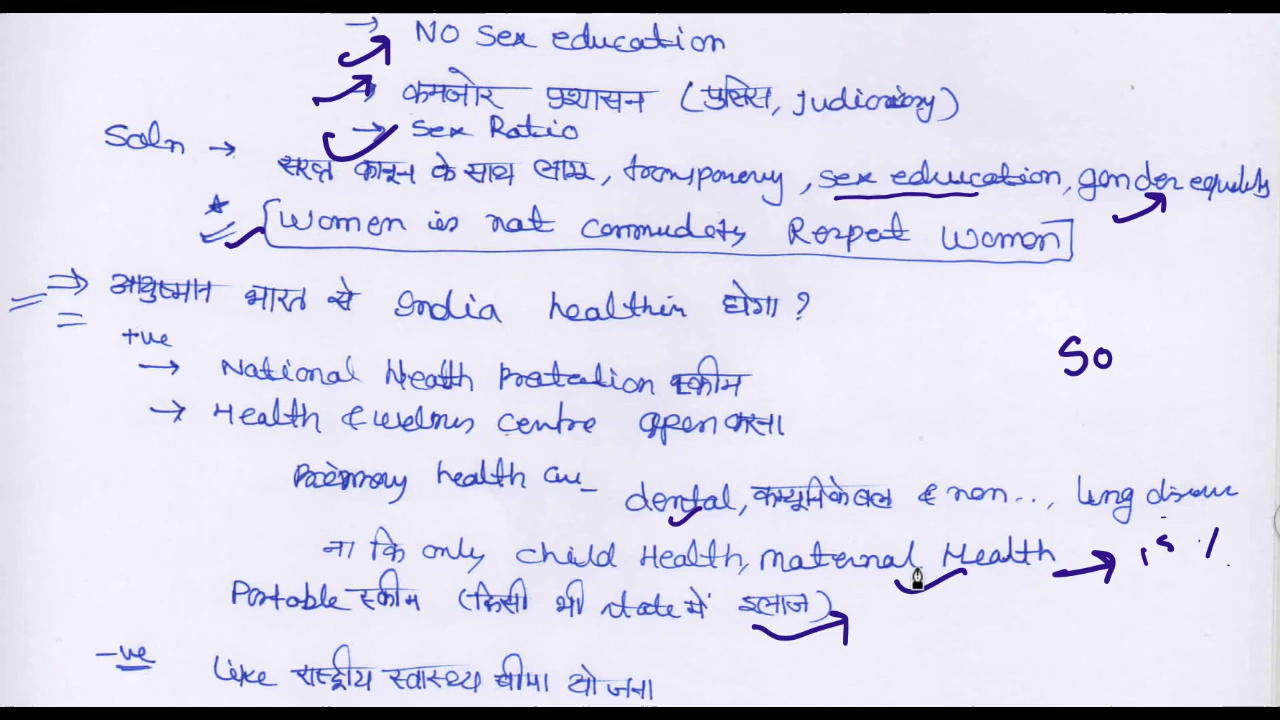 → No Sex education
→ कमजोर प्रशासन (पुलिस, Judiciary)
→ Sex Ratio
Soln → सख्त कानून के साथ लागू, transparency, sex education, gender equality
* [Women is not commudety Respect Women]
⇒ आयुष्मान भारत से India healthier होगा?
+ve
→ National Health Protection स्कीम
So
→ Health & wellness centre open करना
Primary health care
dental, कम्यूनिकेबल & non..., lung disease
ना कि only child Health, maternal Health → is /
Portable स्कीम (किसी भी state में इलाज)
-ve
Like राष्ट्रीय स्वास्थ्य बीमा योजना